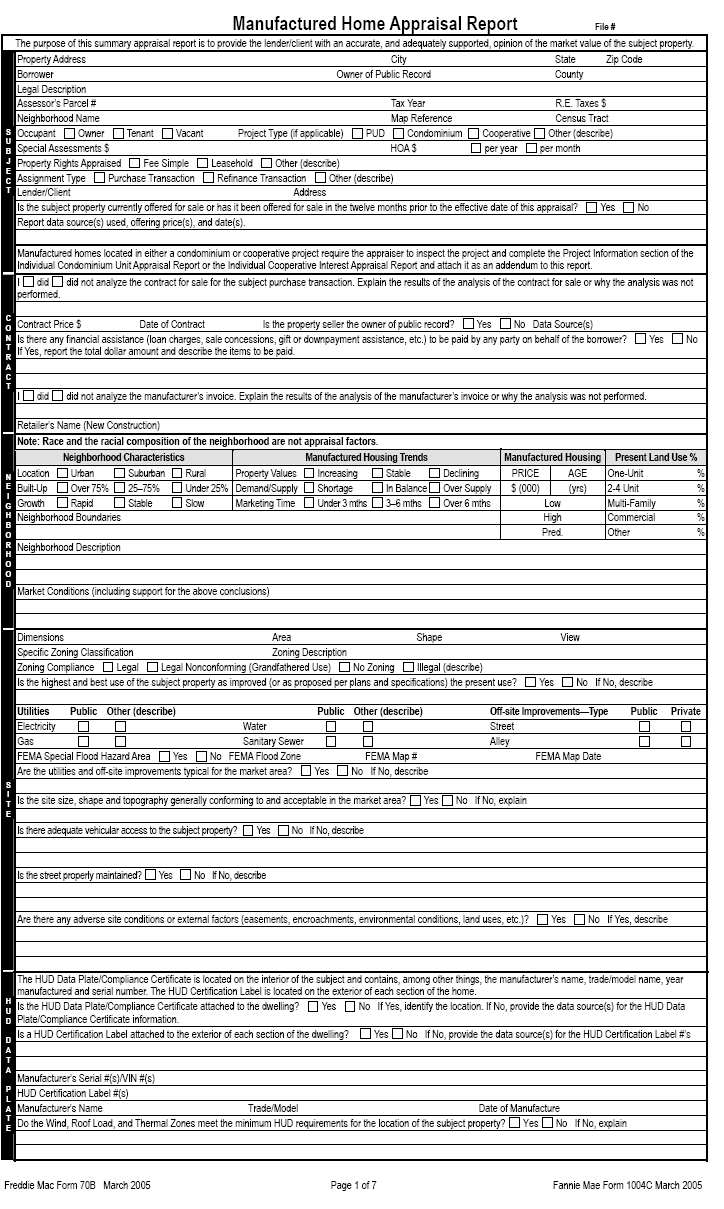 Manufactured Home Appraisal Report File #
The purpose of this summary appraisal report is to provide the lender/client with an accurate, and adequately supported, opinion of the market value of the subject property.
SUBJECT
Property Address City State Zip Code
Borrower Owner of Public Record County
Legal Description
Assessor's Parcel # Tax Year R.E. Taxes $
Neighborhood Name Map Reference Census Tract
Occupant Owner Tenant Vacant Project Type (if applicable) PUD Condominium Cooperative Other (describe)
Special Assessments $ HOA $ per year per month
Property Rights Appraised Fee Simple Leasehold Other (describe)
Assignment Type Purchase Transaction Refinance Transaction Other (describe)
Lender/Client Address
Is the subject property currently offered for sale or has it been offered for sale in the twelve months prior to the effective date of this appraisal? Yes No
Report data source(s) used, offering price(s), and date(s).
Manufactured homes located in either a condominium or cooperative project require the appraiser to inspect the project and complete the Project Information section of the
Individual Condominium Unit Appraisal Report or the Individual Cooperative Interest Appraisal Report and attach it as an addendum to this report.
CONTRACT
I did did not analyze the contract for sale for the subject purchase transaction. Explain the results of the analysis of the contract for sale or why the analysis was not
performed.
Contract Price $ Date of Contract Is the property seller the owner of public record? Yes No Data Source(s)
Is there any financial assistance (loan charges, sale concessions, gift or downpayment assistance, etc.) to be paid by any party on behalf of the borrower? Yes No
If Yes, report the total dollar amount and describe the items to be paid.
I did did not analyze the manufacturer's invoice. Explain the results of the analysis of the manufacturer's invoice or why the analysis was not performed.
Retailer's Name (New Construction)
NEIGHBORHOOD
Note: Race and the racial composition of the neighborhood are not appraisal factors.
Neighborhood Characteristics Manufactured Housing Trends Manufactured Housing Present Land Use %
Location Urban Suburban Rural Property Values Increasing Stable Declining PRICE AGE One-Unit %
Built-Up Over 75% 25–75% Under 25% Demand/Supply Shortage In Balance Over Supply $ (000) (yrs) 2-4 Unit %
Growth Rapid Stable Slow Marketing Time Under 3 mths 3–6 mths Over 6 mths Low Multi-Family %
Neighborhood Boundaries High Commercial %
Pred. Other %
Neighborhood Description
Market Conditions (including support for the above conclusions)
SITE
Dimensions Area Shape View
Specific Zoning Classification Zoning Description
Zoning Compliance Legal Legal Nonconforming (Grandfathered Use) No Zoning Illegal (describe)
Is the highest and best use of the subject property as improved (or as proposed per plans and specifications) the present use? Yes No If No, describe
Utilities Public Other (describe) Public Other (describe) Off-site Improvements—Type Public Private
Electricity Water Street
Gas Sanitary Sewer Alley
FEMA Special Flood Hazard Area Yes No FEMA Flood Zone FEMA Map # FEMA Map Date
Are the utilities and off-site improvements typical for the market area? Yes No If No, describe
Is the site size, shape and topography generally conforming to and acceptable in the market area? Yes No If No, explain
Is there adequate vehicular access to the subject property? Yes No If No, describe
Is the street properly maintained? Yes No If No, describe
Are there any adverse site conditions or external factors (easements, encroachments, environmental conditions, land uses, etc.)? Yes No If Yes, describe
HUD DATA PLATE
The HUD Data Plate/Compliance Certificate is located on the interior of the subject and contains, among other things, the manufacturer's name, trade/model name, year
manufactured and serial number. The HUD Certification Label is located on the exterior of each section of the home.
Is the HUD Data Plate/Compliance Certificate attached to the dwelling? Yes No If Yes, identify the location. If No, provide the data source(s) for the HUD Data
Plate/Compliance Certificate information.
Is a HUD Certification Label attached to the exterior of each section of the dwelling? Yes No If No, provide the data source(s) for the HUD Certification Label #'s
Manufacturer's Serial #(s)/VIN #(s)
HUD Certification Label #(s)
Manufacturer's Name Trade/Model Date of Manufacture
Do the Wind, Roof Load, and Thermal Zones meet the minimum HUD requirements for the location of the subject property? Yes No If No, explain
Freddie Mac Form 70B March 2005 Page 1 of 7 Fannie Mae Form 1004C March 2005